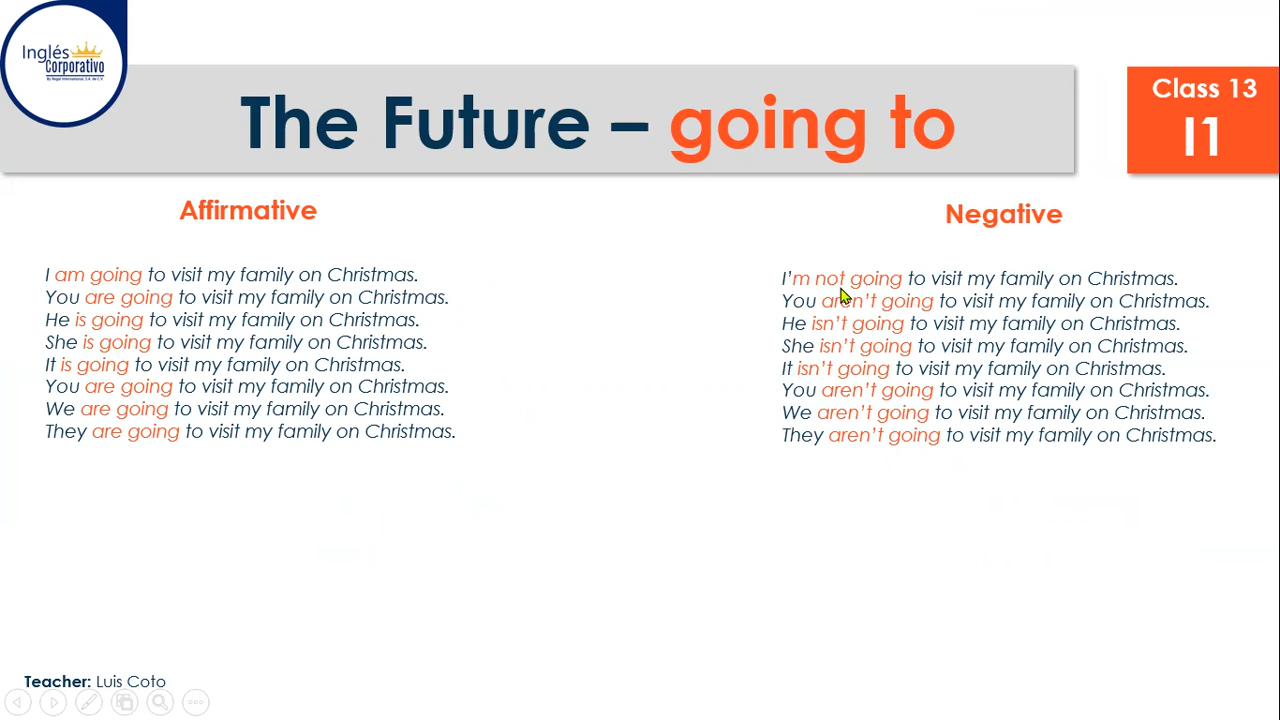 Inglés
Corporativo
By Regal International, S.A. de C.V.
The Future – going to
Class 13
I1
Affirmative
I am going to visit my family on Christmas.
You are going to visit my family on Christmas.
He is going to visit my family on Christmas.
She is going to visit my family on Christmas.
It is going to visit my family on Christmas.
You are going to visit my family on Christmas.
We are going to visit my family on Christmas.
They are going to visit my family on Christmas.
Negative
I’m not going to visit my family on Christmas.
You aren’t going to visit my family on Christmas.
He isn’t going to visit my family on Christmas.
She isn’t going to visit my family on Christmas.
It isn’t going to visit my family on Christmas.
You aren’t going to visit my family on Christmas.
We aren’t going to visit my family on Christmas.
They aren’t going to visit my family on Christmas.
Teacher: Luis Coto